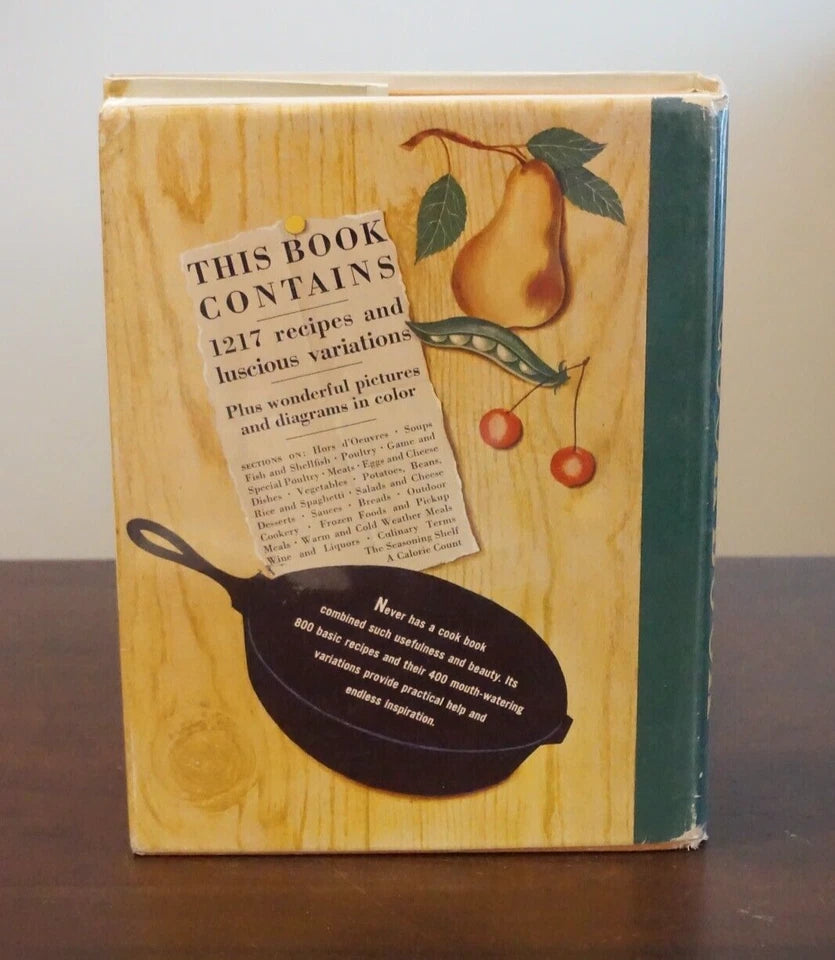 THIS BOOK
CONTAINS
1217 recipes and
luscious variations
Plus wonderful pictures
and diagrams in color
SECTIONS ON: Hors d'Oeuvres · Soups
Fish and Shellfish · Poultry · Game and
Special Poultry · Meats · Eggs and Cheese
Dishes · Vegetables · Potatoes, Beans,
Rice and Spaghetti · Salads and Cheese
Desserts · Sauces · Breads · Outdoor
Cookery · Frozen Foods and Pickup
Meals · Warm and Cold Weather Meals
Wine and Liquors · Culinary Terms
The Seasoning Shelf
A Calorie Count
Never has a cook book
combined such usefulness and beauty. Its
800 basic recipes and their 400 mouth-watering
variations provide practical help and
endless inspiration.